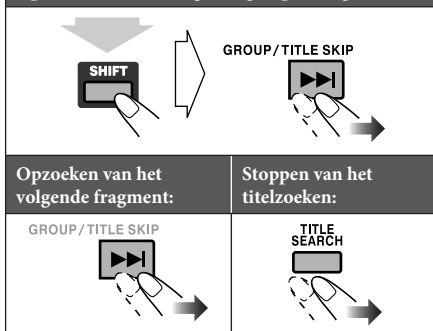 SHIFT
GROUP/TITLE SKIP
Opzoeken van het
volgende fragment:
Stoppen van het
titelzoeken:
GROUP/TITLE SKIP
TITLE
SEARCH